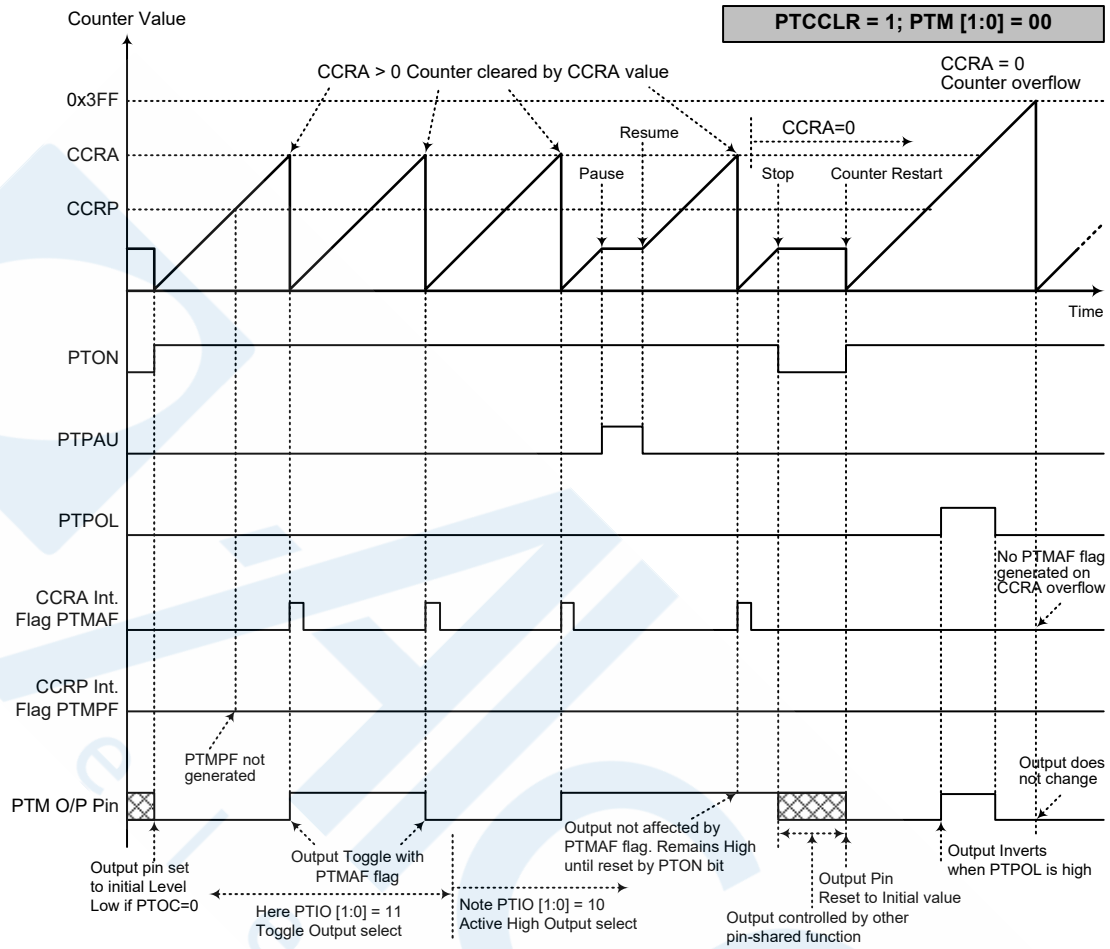 Counter Value
PTCCLR = 1; PTM [1:0] = 00
CCRA > 0 Counter cleared by CCRA value
CCRA = 0
Counter overflow
0x3FF
Resume
CCRA=0
CCRA
Pause
Stop
Counter Restart
CCRP
Time
PTON
PTPAU
PTPOL
No PTMAF flag
generated on
CCRA overflow
CCRA Int.
Flag PTMAF
CCRP Int.
Flag PTMPF
PTMPF not
generated
Output does
not change
PTM O/P Pin
Output pin set
to initial Level
Low if PTOC=0
Output Toggle with
PTMAF flag
Output not affected by
PTMAF flag. Remains High
until reset by PTON bit
Output Inverts
when PTPOL is high
Output Pin
Reset to Initial value
Here PTIO [1:0] = 11
Toggle Output select
Note PTIO [1:0] = 10
Active High Output select
Output controlled by other
pin-shared function